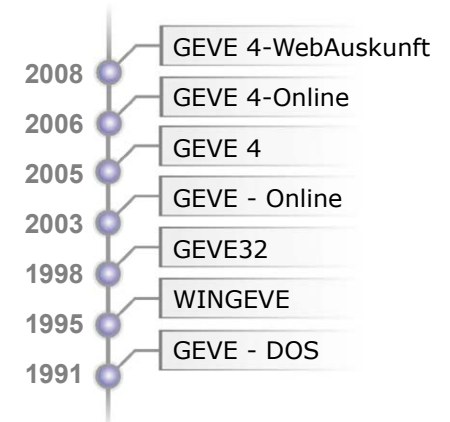 GEVE 4-WebAuskunft
2008
GEVE 4-Online
2006
GEVE 4
2005
GEVE - Online
2003
GEVE32
1998
WINGEVE
1995
GEVE - DOS
1991